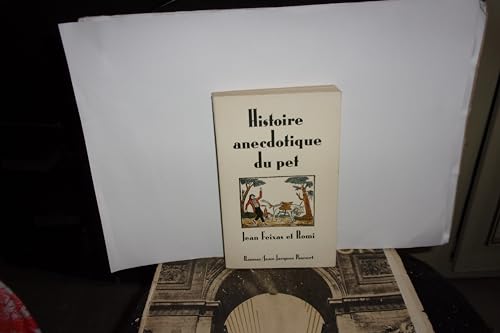 Histoire
anecdotique
du pet
Jean Feixas et Romi
Ramsay/Jean-Jacques Pauvert